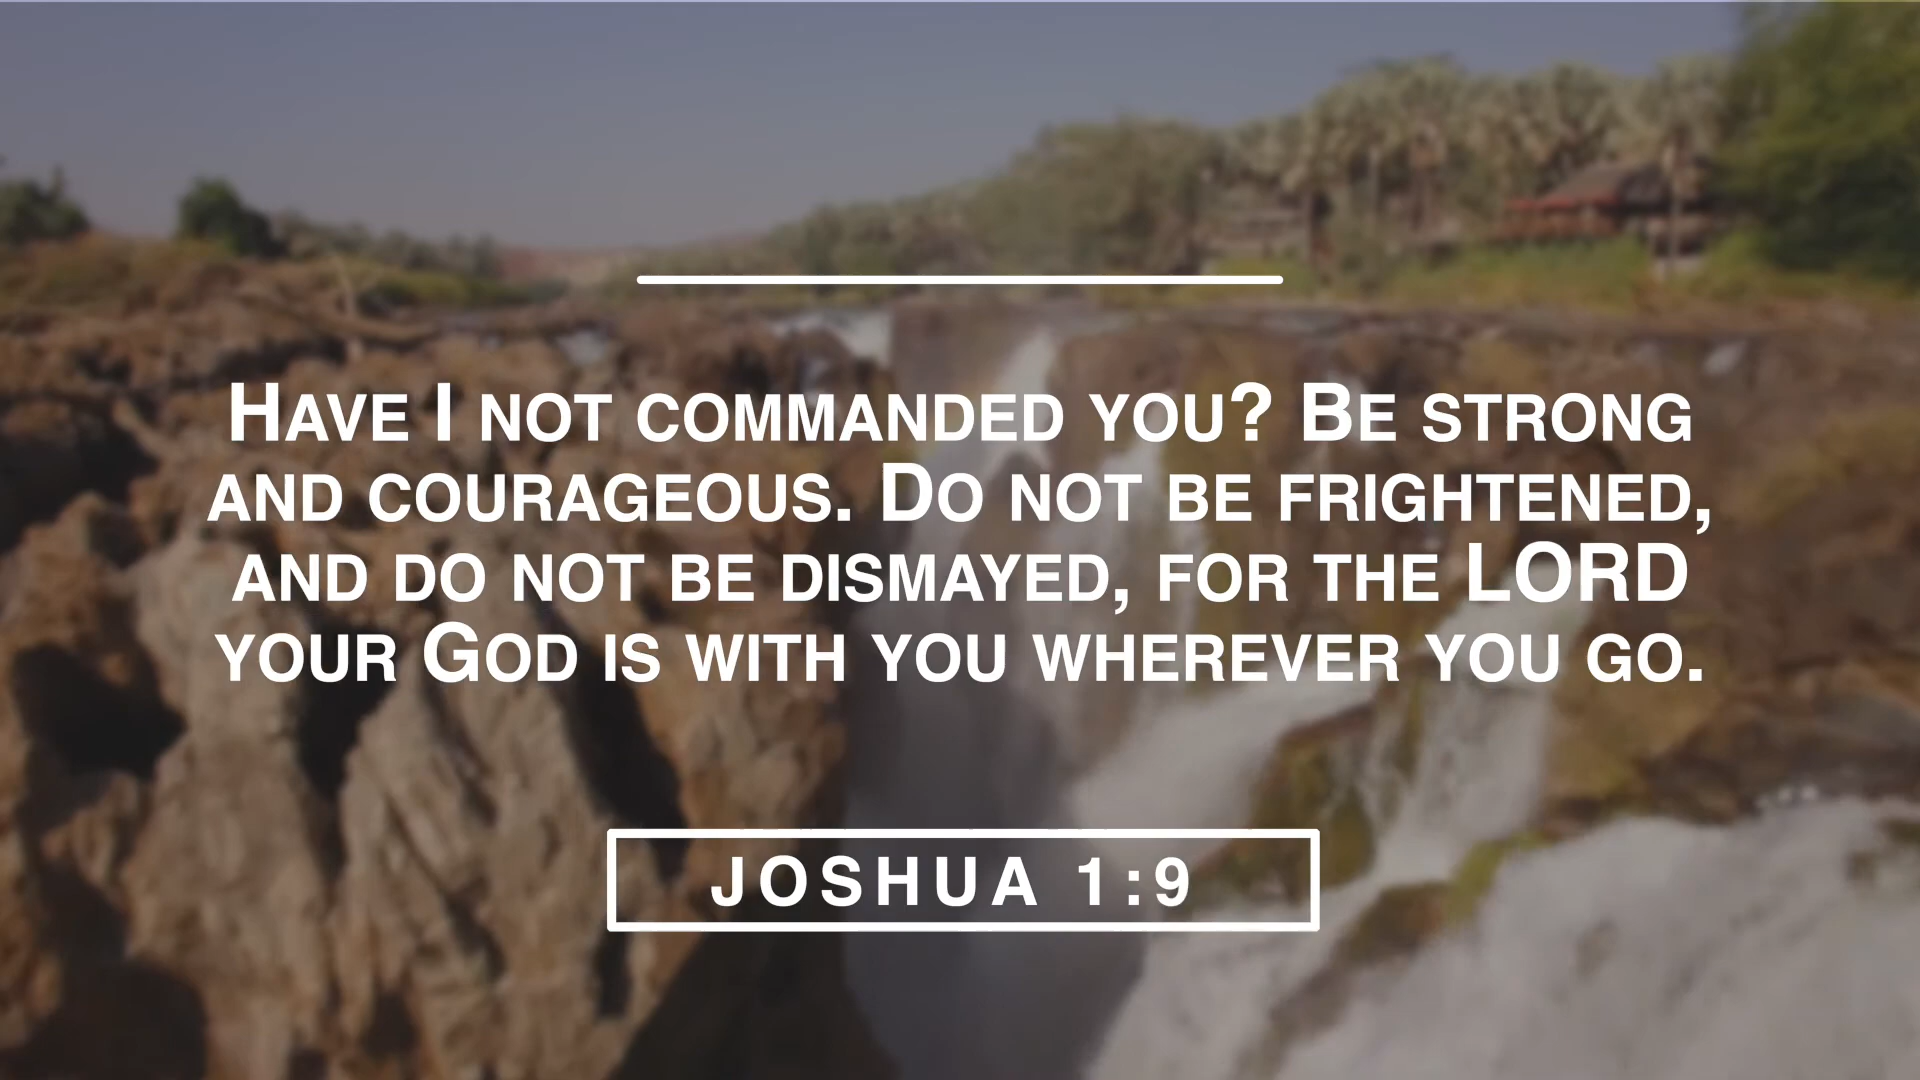 Have I not commanded you? Be strong
and courageous. Do not be frightened,
and do not be dismayed, for the LORD
your God is with you wherever you go.
JOSHUA 1:9